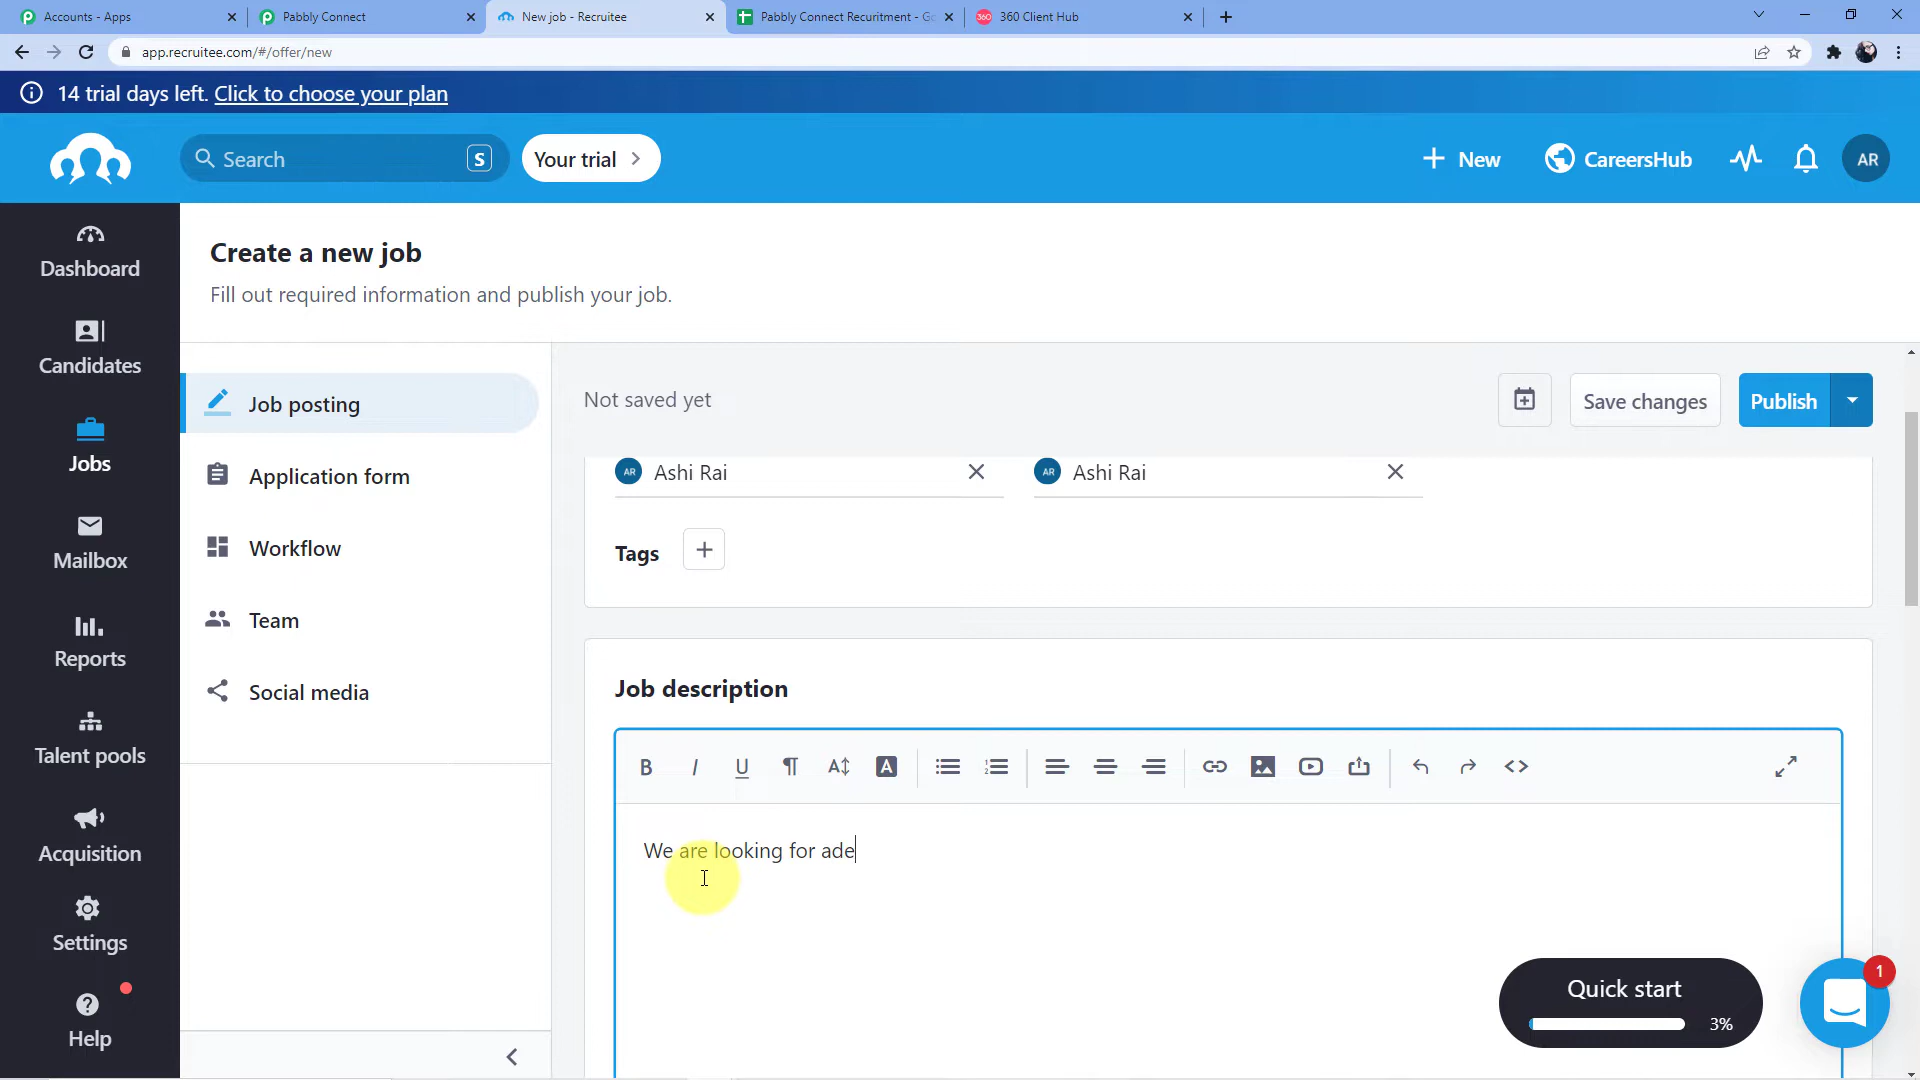 Accounts - Apps
Pabbly Connect
New job - Recruitee
Pabbly Connect Recuritment - Go
360
360 Client Hub
app.recruitee.com/#/offer/new
14 trial days left. Click to choose your plan
Search
S
Your trial
New
CareersHub
AR
Dashboard
Candidates
Jobs
Mailbox
Reports
Talent pools
Acquisition
Settings
Help
Create a new job
Fill out required information and publish your job.
Job posting
Application form
Workflow
Team
Social media
Not saved yet
Save changes
Publish
AR Ashi Rai
AR Ashi Rai
Tags
Job description
B I U ¶ A A
We are looking for ade
Quick start
3%
1